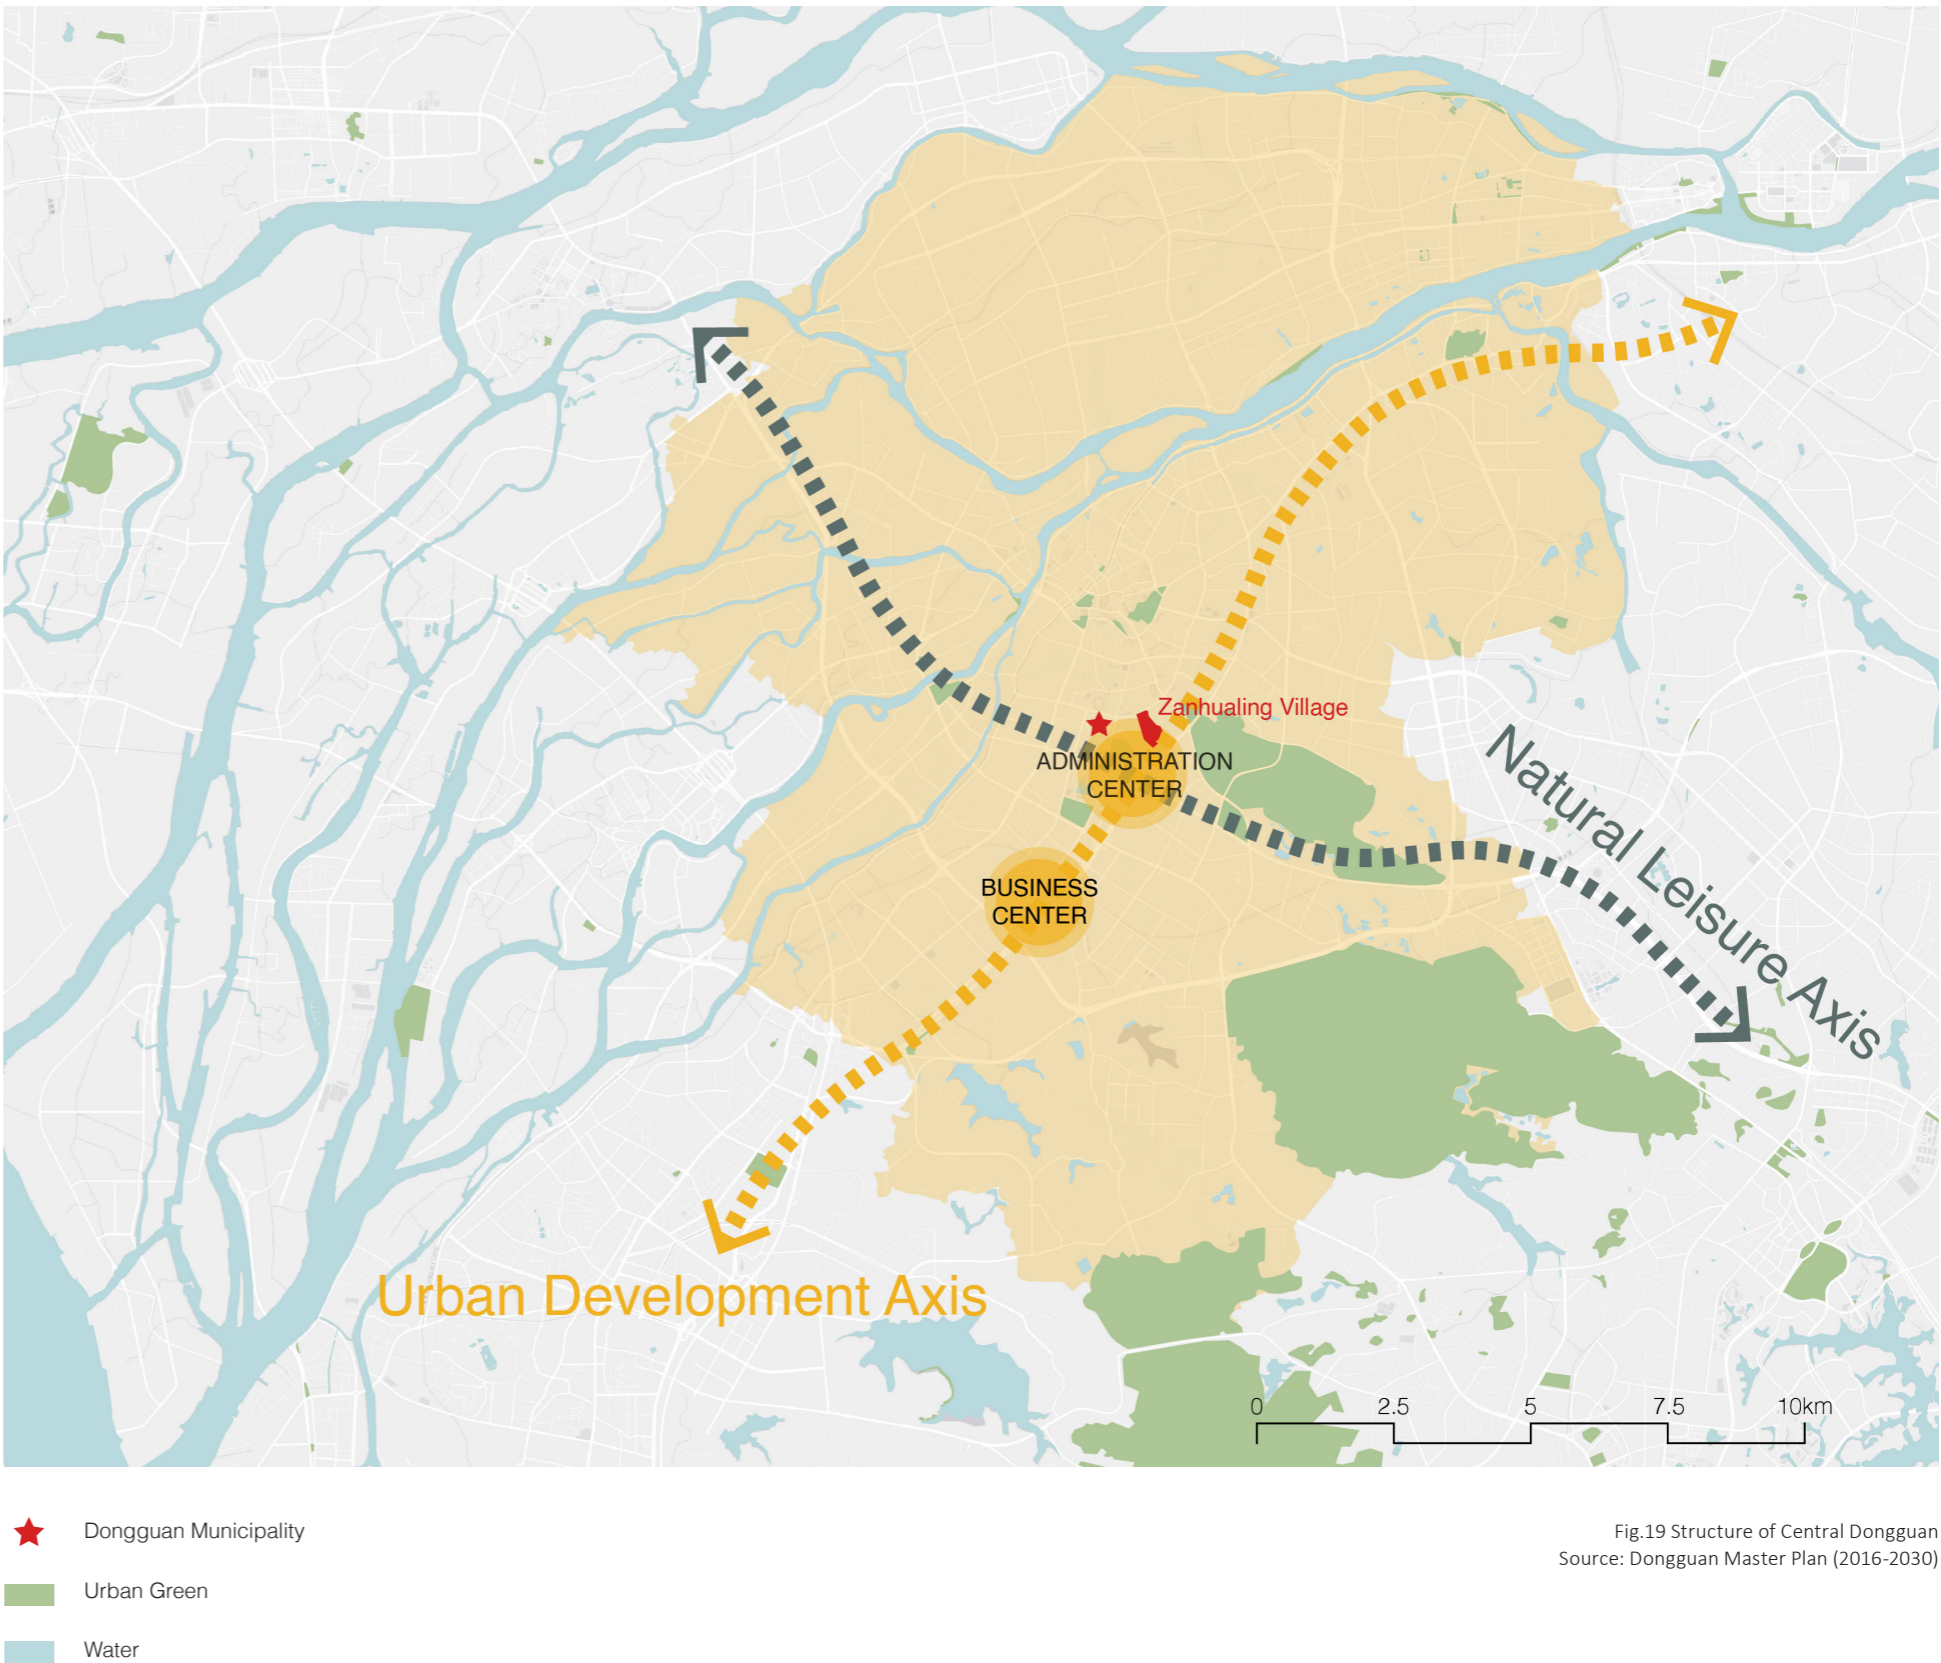 Zanhualing Village
ADMINISTRATION
CENTER
Natural Leisure Axis
BUSINESS
CENTER
Urban Development Axis
0 2.5 5 7.5 10km
Dongguan Municipality
Urban Green
Water
Fig.19 Structure of Central Dongguan
Source: Dongguan Master Plan (2016-2030)